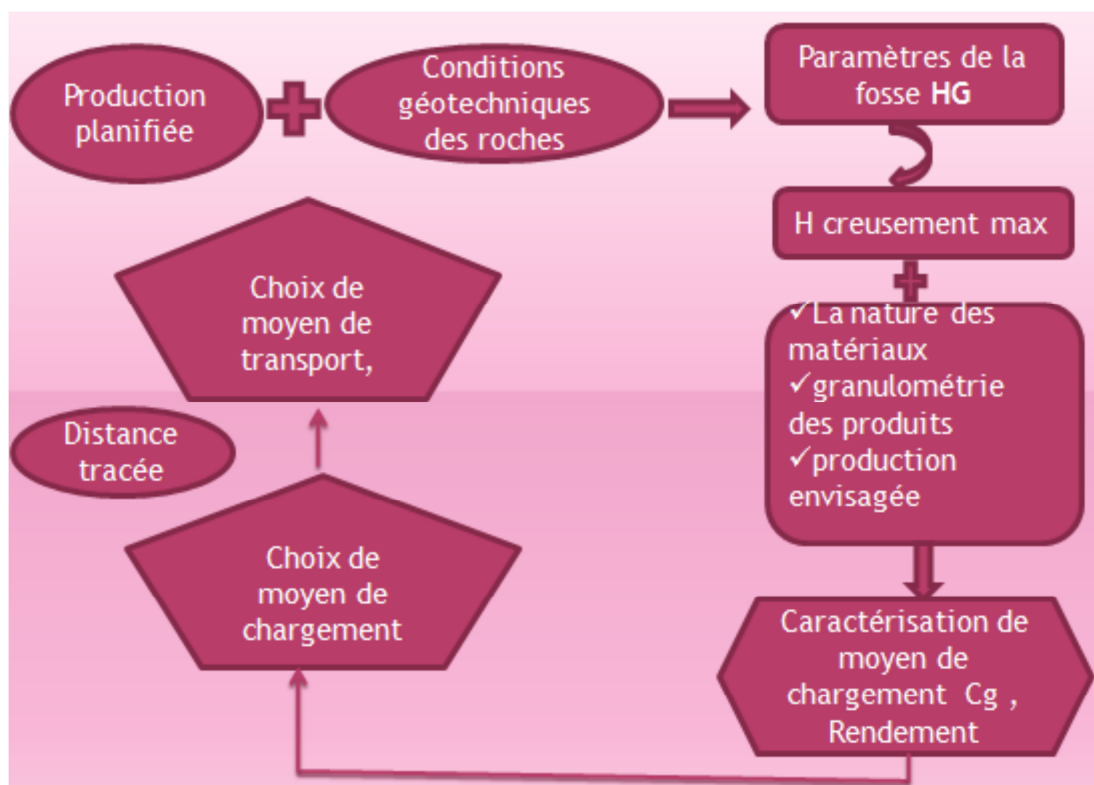 Production
planifiée
Conditions
géotechniques
des roches
Paramètres de la
fosse HG
H creusement max
✓La nature des
matériaux
✓granulométrie
des produits
✓production
envisagée
Caractérisation de
moyen de
chargement Cg ,
Rendement
Choix de
moyen de
chargement
Distance
tracée
Choix de
moyen de
transport,